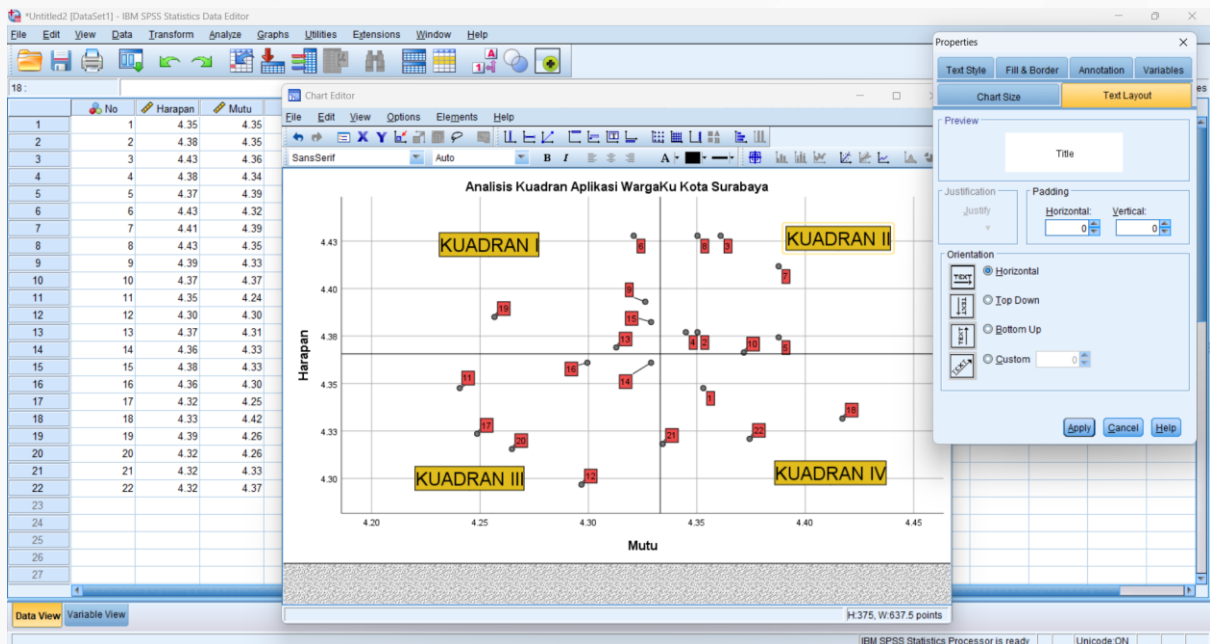 *Untitled2 [DataSet1] - IBM SPSS Statistics Data Editor
File Edit View Data Transform Analyze Graphs Utilities Extensions Window Help
18 :
No Harapan Mutu
1 1 4.35 4.35
2 2 4.38 4.35
3 3 4.43 4.36
4 4 4.38 4.34
5 5 4.37 4.39
6 6 4.43 4.32
7 7 4.41 4.39
8 8 4.43 4.35
9 9 4.39 4.33
10 10 4.37 4.37
11 11 4.35 4.24
12 12 4.30 4.30
13 13 4.37 4.31
14 14 4.36 4.33
15 15 4.38 4.33
16 16 4.36 4.30
17 17 4.32 4.25
18 18 4.33 4.42
19 19 4.39 4.26
20 20 4.32 4.26
21 21 4.32 4.33
22 22 4.32 4.37
23
24
25
26
27
Data View Variable View
Chart Editor
File Edit View Options Elements Help
SansSerif Auto B I A
Analisis Kuadran Aplikasi WargaKu Kota Surabaya
KUADRAN I
KUADRAN II
6 8 3
7
9
19
15
13 4 2 10 5
16
11 14
1
18
17
20 21 22
12
KUADRAN III
KUADRAN IV
Harapan
4.43
4.40
4.38
4.35
4.33
4.30
4.20 4.25 4.30 4.35 4.40 4.45
Mutu
H:375, W:637.5 points
Properties
Text Style Fill & Border Annotation Variables
Chart Size Text Layout
Preview
Title
Justification
Justify
Padding
Horizontal: Vertical:
0 0
Orientation
TEXT Horizontal
TEXT Top Down
TEXT Bottom Up
TEXT Custom 0
Apply Cancel Help
es
IBM SPSS Statistics Processor is ready Unicode:ON